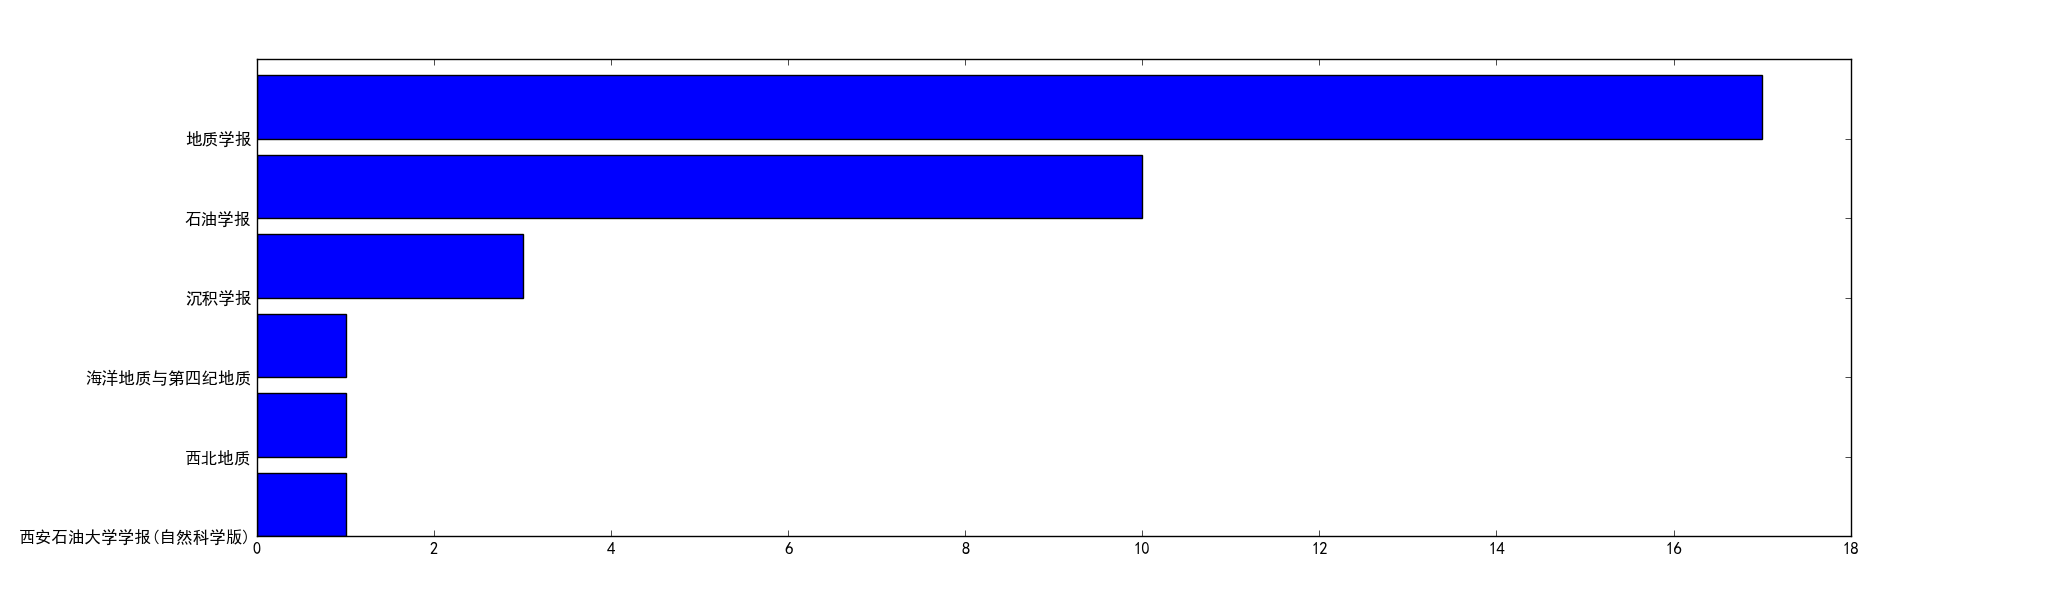 地质学报
石油学报
沉积学报
海洋地质与第四纪地质
西北地质
西安石油大学学报(自然科学版)
0 2 4 6 8 10 12 14 16 18